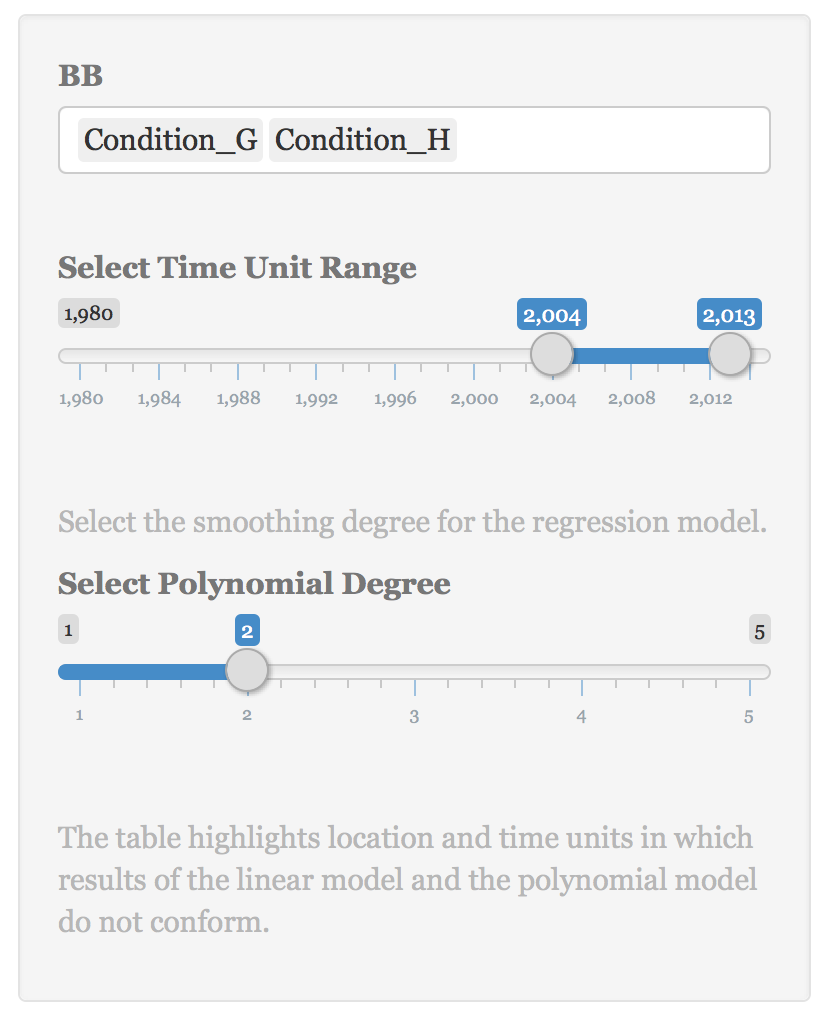 BB
Condition_G Condition_H
Select Time Unit Range
1,980 2,004 2,013
1,980 1,984 1,988 1,992 1,996 2,000 2,004 2,008 2,012
Select the smoothing degree for the regression model.
Select Polynomial Degree
1 2 5
1 2 3 4 5
The table highlights location and time units in which
results of the linear model and the polynomial model
do not conform.